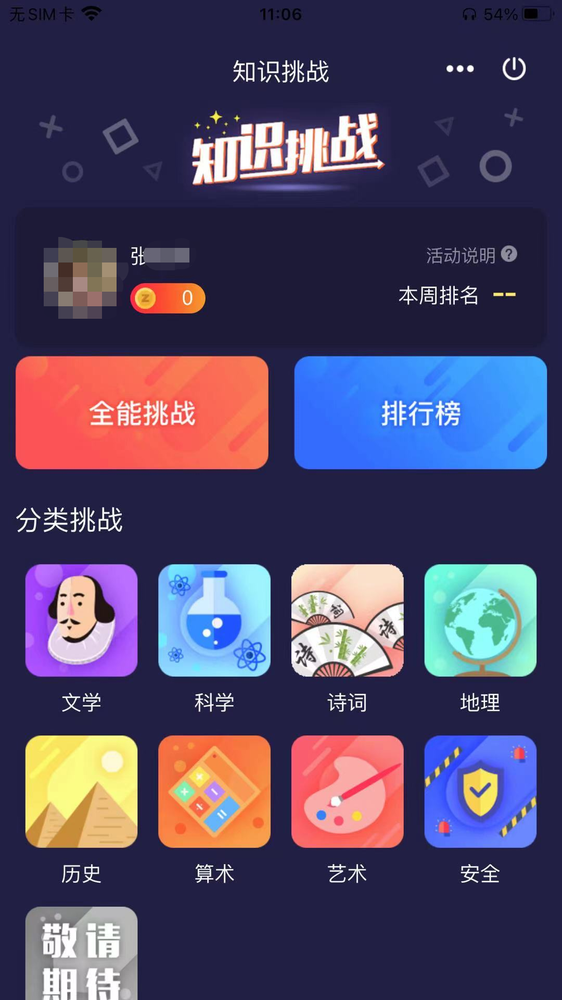 无SIM卡 11:06 54%
知识挑战
知识挑战
张
活动说明 ?
Z 0
本周排名 --
全能挑战
排行榜
分类挑战
词
诗
诗
文学 科学 诗词 地理
历史 算术 艺术 安全
敬请
期待